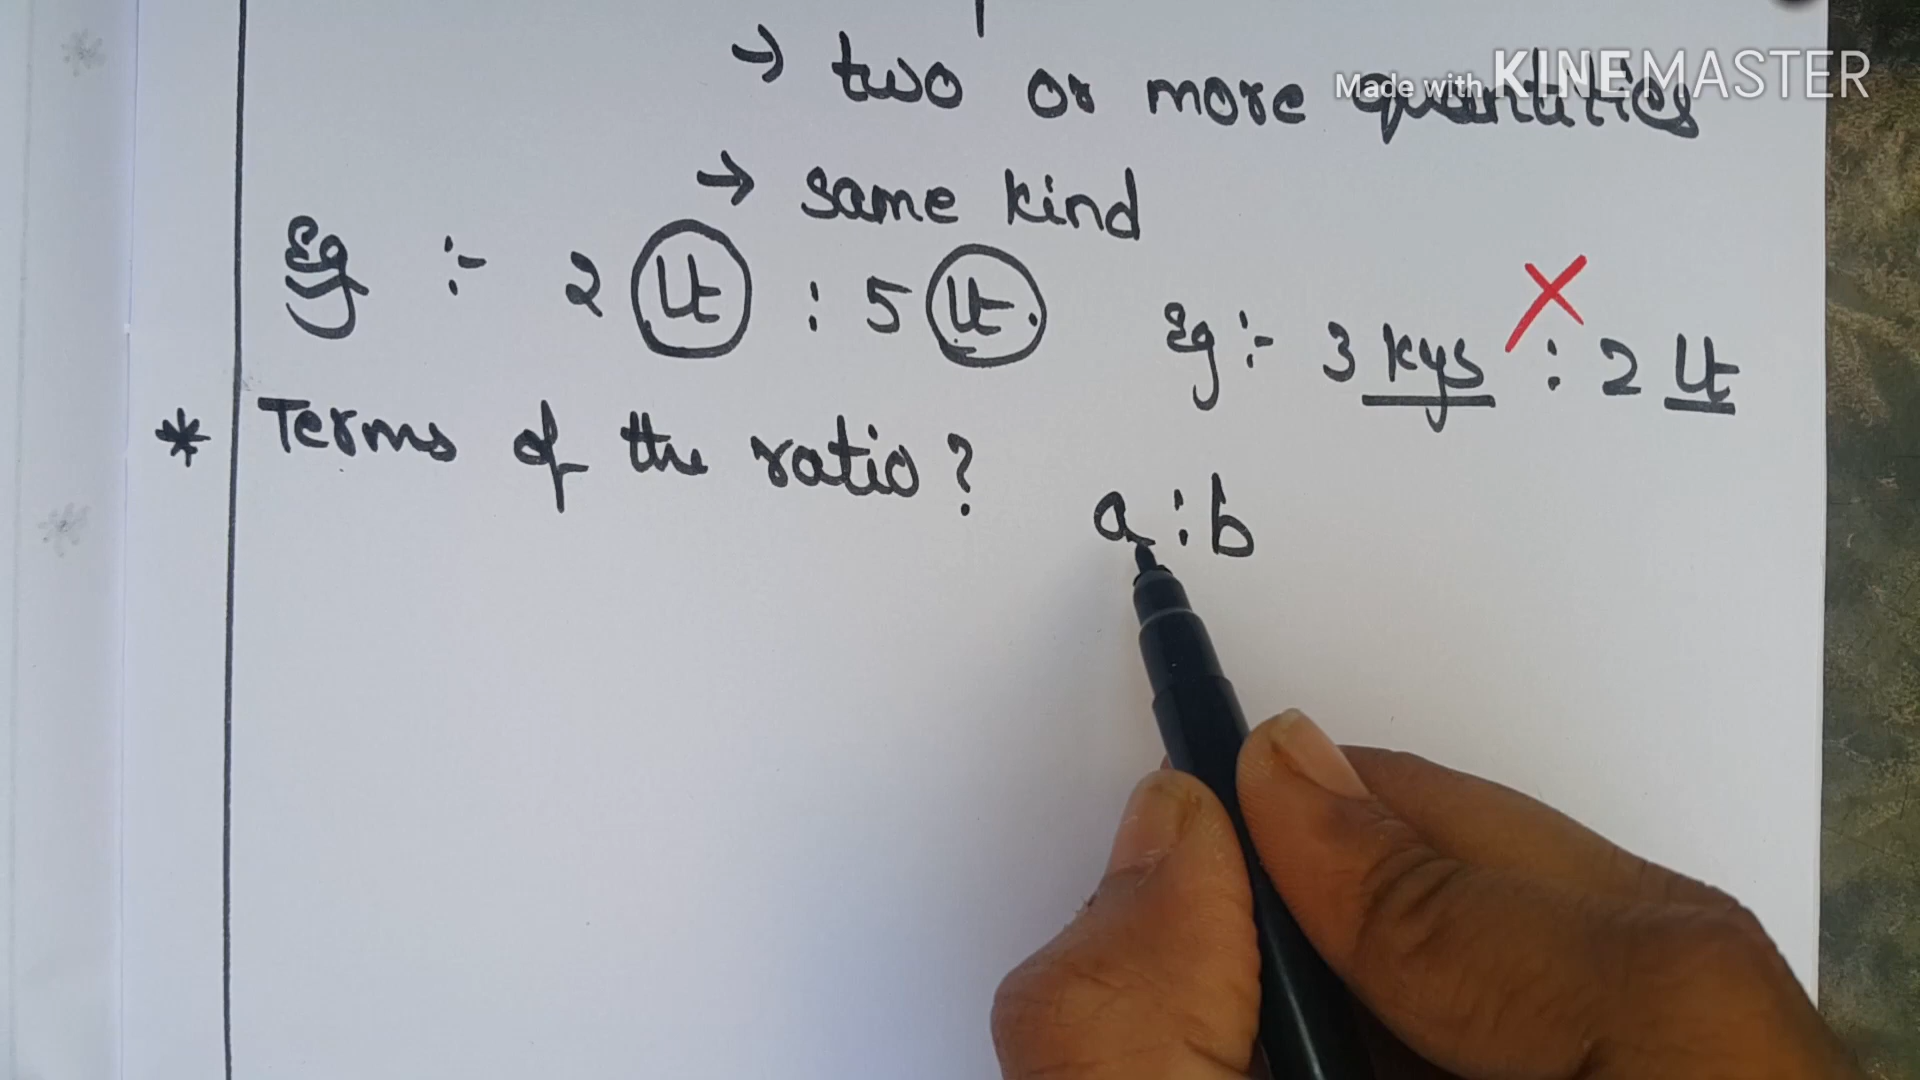 → two or more quantities
Made with KINEMASTER
→ same kind
Eg :- 2 Lt : 5 Lt.
Eg :- 3 kgs : 2 Lt
* Terms of the ratio?
a : b